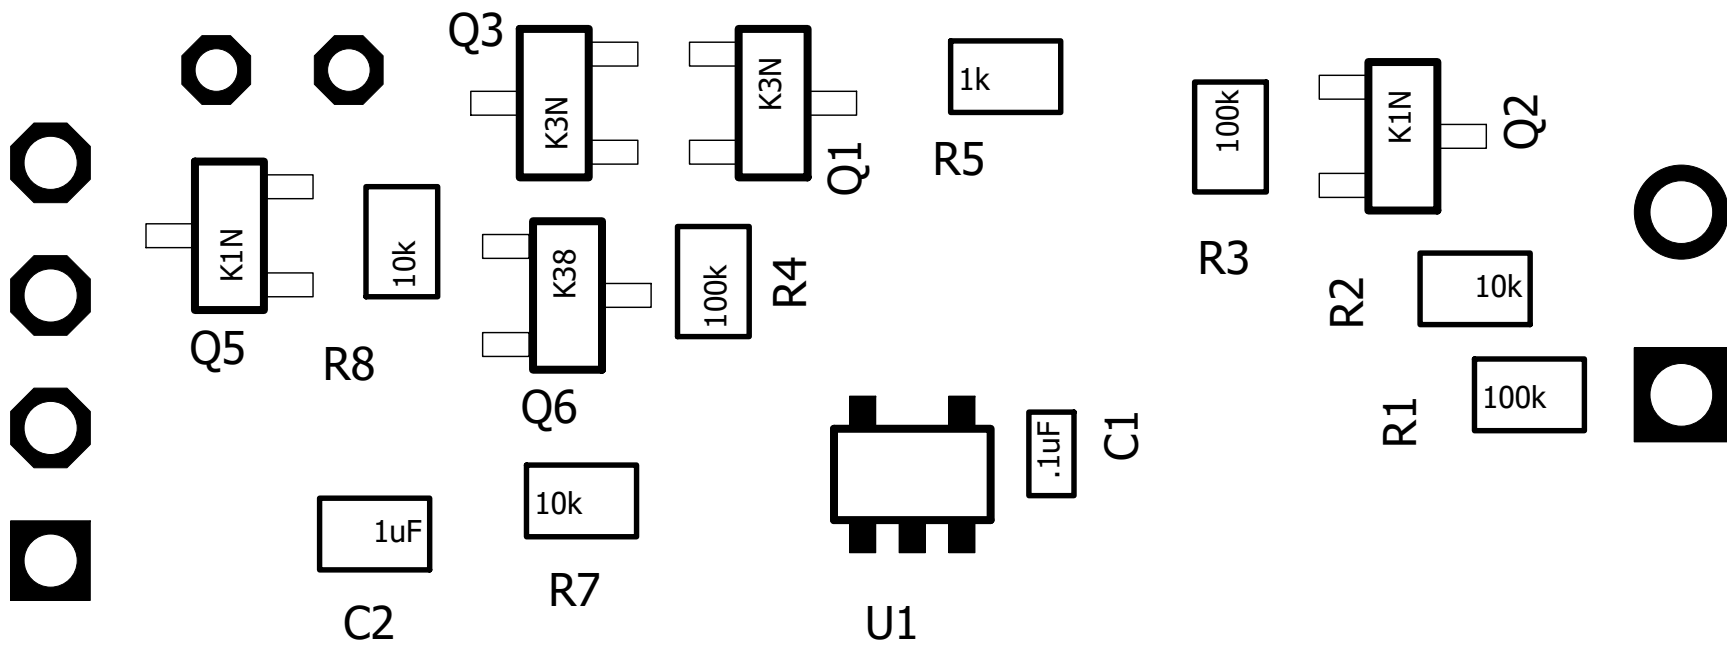 Q3
K3N
K3N
Q1
1k
R5
100k
R3
K1N
Q2
K1N
Q5
10k
R8
K38
Q6
100k
R4
R2
10k
R1
100k
.1uF
C1
U1
10k
R7
1uF
C2